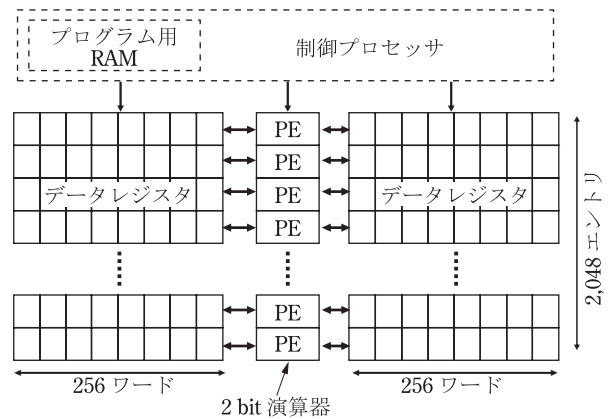 プログラム用
RAM
制御プロセッサ
PE
PE
データレジスタ
PE
データレジスタ
PE
PE
PE
2,048 エントリ
256 ワード
256 ワード
2 bit 演算器